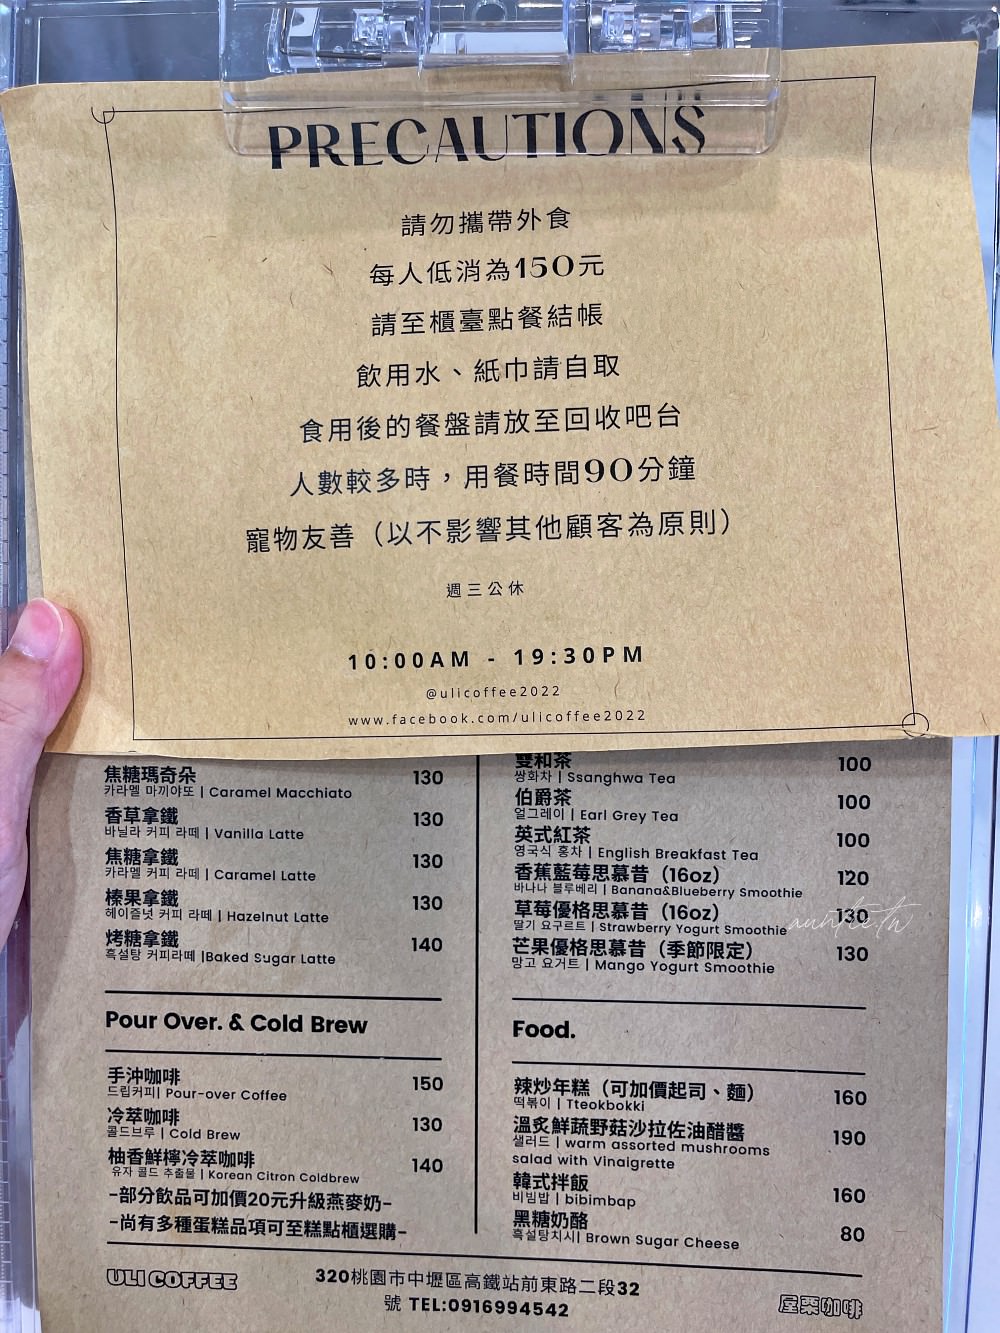 PRECAUTIONS
請勿攜帶外食
每人低消為150元
請至櫃臺點餐結帳
飲用水、紙巾請自取
食用後的餐盤請放至回收吧台
人數較多時，用餐時間90分鐘
寵物友善（以不影響其他顧客為原則）
週三公休
10:00AM - 19:30PM
@ulicoffee2022
www.facebook.com/ulicoffee2022
焦糖瑪奇朵 130
카라멜 마끼야또 | Caramel Macchiato
香草拿鐵 130
바닐라 커피 라떼 | Vanilla Latte
焦糖拿鐵 130
카라멜 커피 라떼 | Caramel Latte
榛果拿鐵 130
헤이즐넛 커피 라떼 | Hazelnut Latte
烤糖拿鐵 140
흑설탕 커피라떼 |Baked Sugar Latte
Pour Over. & Cold Brew
手沖咖啡 150
드립커피| Pour-over Coffee
冷萃咖啡 130
콜드브루 | Cold Brew
柚香鮮檸冷萃咖啡 140
유자 콜드 추출물 | Korean Citron Coldbrew
-部分飲品可加價20元升級燕麥奶-
-尚有多種蛋糕品項可至糕點櫃選購-
雙和茶 100
쌍화차 | Ssanghwa Tea
伯爵茶 100
얼그레이 | Earl Grey Tea
英式紅茶 100
영국식 홍차 | English Breakfast Tea
香蕉藍莓思慕昔（16oz） 120
바나나 블루베리 | Banana&Blueberry Smoothie
草莓優格思慕昔（16oz） 130
딸기 요구르트 | Strawberry Yogurt Smoothie
芒果優格思慕昔（季節限定） 130
망고 요거트 | Mango Yogurt Smoothie
auntie.tw
Food.
辣炒年糕（可加價起司、麵） 160
떡볶이 | Tteokbokki
溫炙鮮蔬野菇沙拉佐油醋醬 190
샐러드 | warm assorted mushrooms
salad with Vinaigrette
韓式拌飯 160
비빔밥 | bibimbap
黑糖奶酪 80
흑설탕치시| Brown Sugar Cheese
ULI COFFEE
320桃園市中壢區高鐵站前東路二段32
號 TEL:0916994542
屋栗咖啡